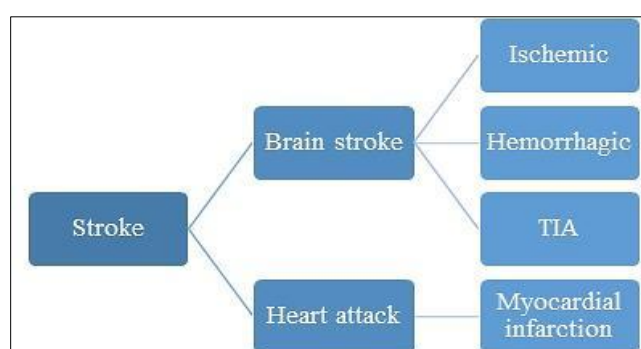 Ischemic
Brain stroke
Hemorrhagic
Stroke
TIA
Heart attack
Myocardial
infarction